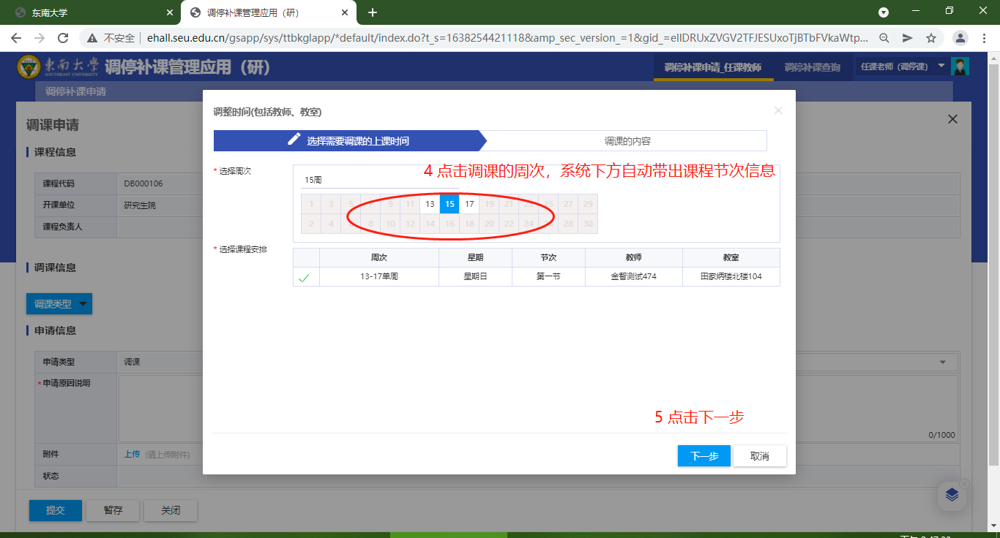 东南大学
调停补课管理应用（研）
不安全
ehall.seu.edu.cn/gsapp/sys/ttbkglapp/*default/index.do?t_s=1638254421118&amp_sec_version_=1&gid_=ellDRUxZVGV2TFJESUxoTjBTbFVkaWtp...
東南大學
SOUTHEAST UNIVERSITY
调停补课管理应用（研）
调停补课申请_任课教师
调停补课查询
任课老师（调停课）
调停补课申请
调课申请
课程信息
课程代码 DB000106
开课单位 研究生院
课程负责人
调课信息
调课类型
申请信息
申请类型 调课
*申请原因说明
0/1000
附件 上传 (请上传附件)
状态
提交 暂存 关闭
调整时间(包括教师、教室)
选择需要调课的上课时间 调课的内容
4 点击调课的周次，系统下方自动带出课程节次信息
* 选择周次
15周
1 3 5 7 9 11 13 15 17 19 21 23 25 27 29
2 4 6 8 10 12 14 16 18 20 22 24 26 28 30
* 选择课程安排
周次 星期 节次 教师 教室
13-17单周 星期日 第一节 金智测试474 田家炳楼北楼104
5 点击下一步
下一步 取消